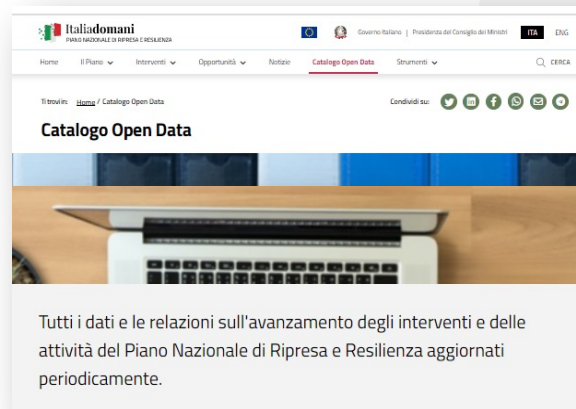 Italiadomani
PIANO NAZIONALE DI RIPRESA E RESILIENZA
Governo Italiano | Presidenza del Consiglio dei Ministri
ITA ENG
Home Il Piano Interventi Opportunità Notizie Catalogo Open Data Strumenti CERCA
Ti trovi in: Home / Catalogo Open Data
Condividi su:
Catalogo Open Data
Tutti i dati e le relazioni sull'avanzamento degli interventi e delle
attività del Piano Nazionale di Ripresa e Resilienza aggiornati
periodicamente.